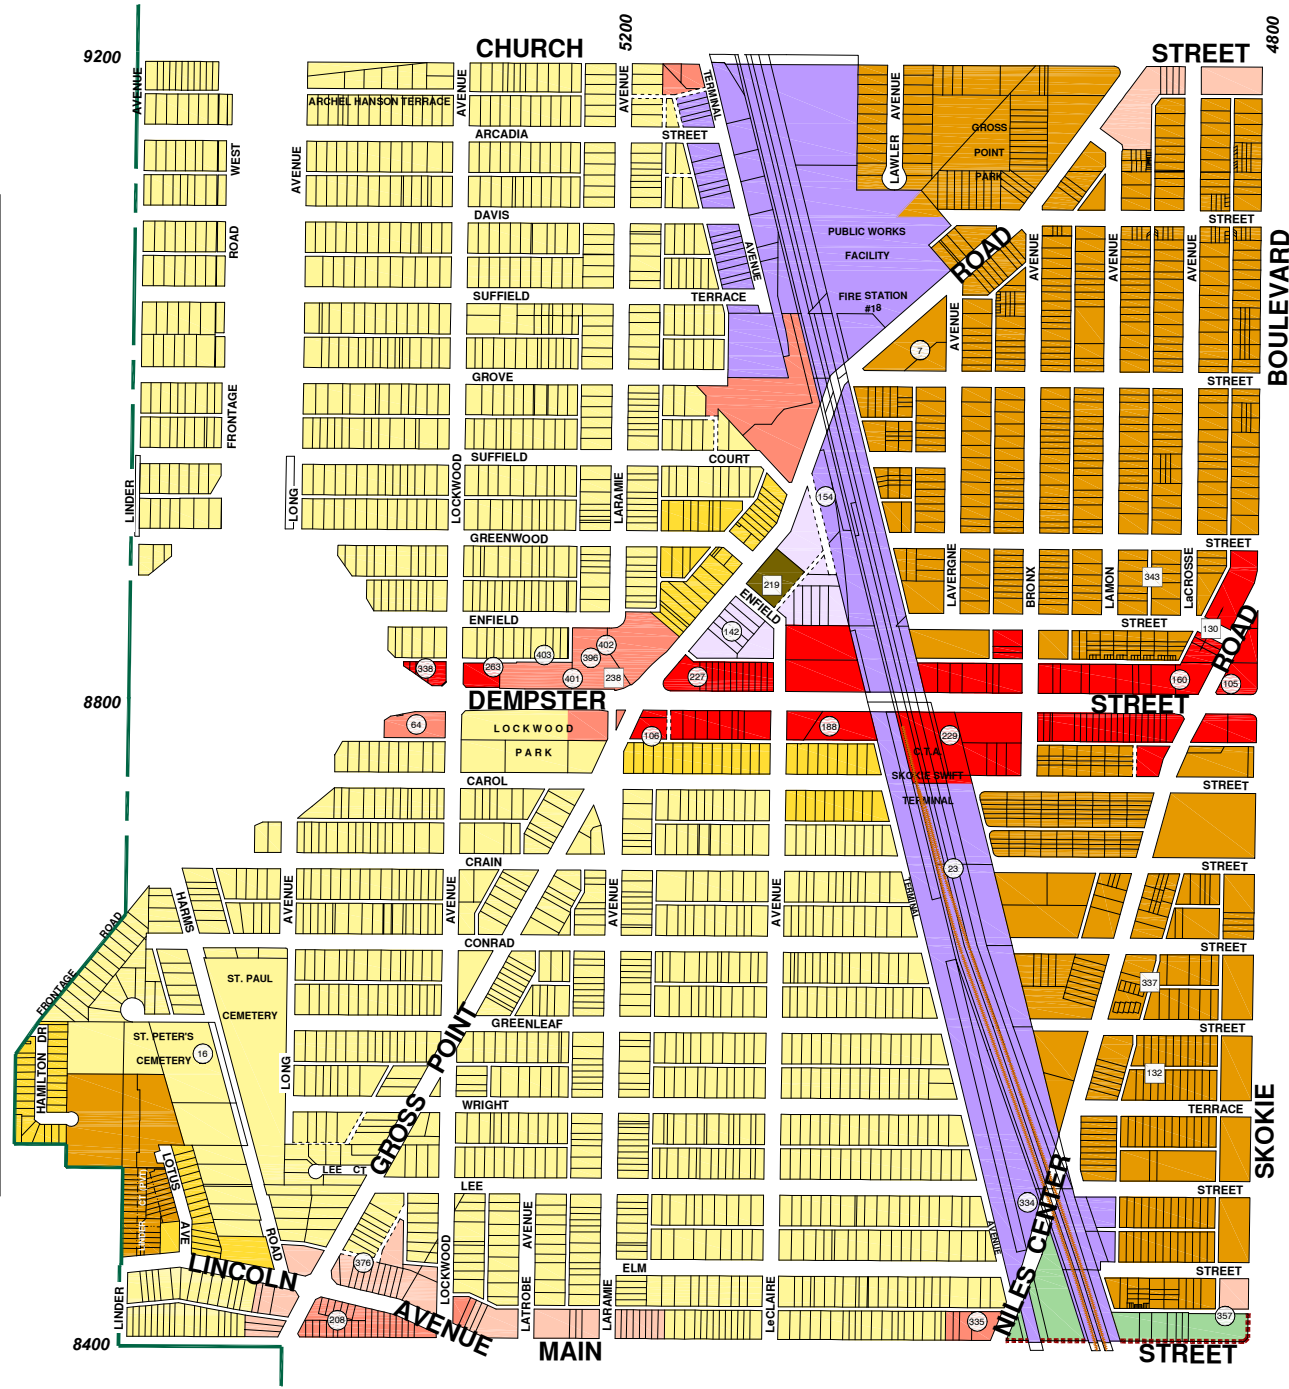 5200
4800
9200
CHURCH
STREET
AVENUE
ARCHEL HANSON TERRACE
AVENUE
AVENUE
TERMINAL
LAWLER AVENUE
GROSS
POINT
PARK
ARCADIA
STREET
WEST
AVENUE
DAVIS
STREET
ROAD
PUBLIC WORKS
FACILITY
ROAD
AVENUE
AVENUE
AVENUE
AVENUE
BOULEVARD
SUFFIELD
TERRACE
FIRE STATION
#18
AVENUE
7
GROVE
STREET
FRONTAGE
SUFFIELD
COURT
LINDER
LONG
LOCKWOOD
LARAMIE
154
GREENWOOD
STREET
LAVERGNE
BRONX
LAMON
343
LaCROSSE
219
ENFIELD
ENFIELD
STREET
142
130
ROAD
402
403
396
338
263
401
238
227
160
105
8800
DEMPSTER
STREET
64
LOCKWOOD
PARK
106
188
229
C.T.A.
SKOKIE SWIFT
TERMINAL
CAROL
STREET
CRAIN
STREET
23
TERMINAL
HARMS
AVENUE
AVENUE
AVENUE
AVENUE
ROAD
FRONTAGE
CONRAD
STREET
ST. PAUL
CEMETERY
337
GREENLEAF
STREET
HAMILTON DR
ST. PETER'S
CEMETERY
16
LONG
GROSS POINT
132
WRIGHT
TERRACE
SKOKIE
LOTUS
AVE
LEE CT
LEE
STREET
334
NILES CENTER
AVENUE
ROAD
AVENUE
LOCKWOOD
376
LINCOLN
AVENUE
ELM
STREET
LINDER
LATROBE
LARAMIE
LeCLAIRE
208
335
357
8400
MAIN
STREET